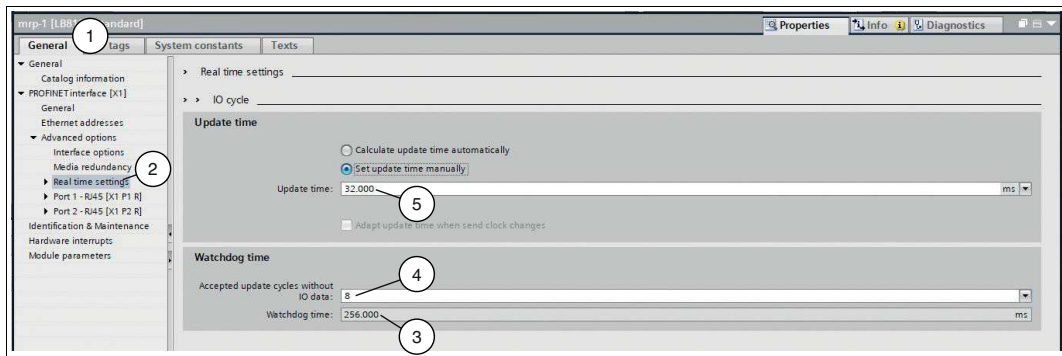 mrp-1 [LB81 andard]
Properties Info Diagnostics
General tags System constants Texts
1
General
Catalog information
PROFINET interface [X1]
General
Ethernet addresses
Advanced options
Interface options
Media redundancy
Real time settings
Port 1 - RJ45 [X1 P1 R]
Port 2 - RJ45 [X1 P2 R]
Identification & Maintenance
Hardware interrupts
Module parameters
2
Real time settings
IO cycle
Update time
Calculate update time automatically
Set update time manually
Update time: 32.000 ms
5
Adapt update time when send clock changes
Watchdog time
4
Accepted update cycles without
IO data: 8
Watchdog time: 256.000 ms
3